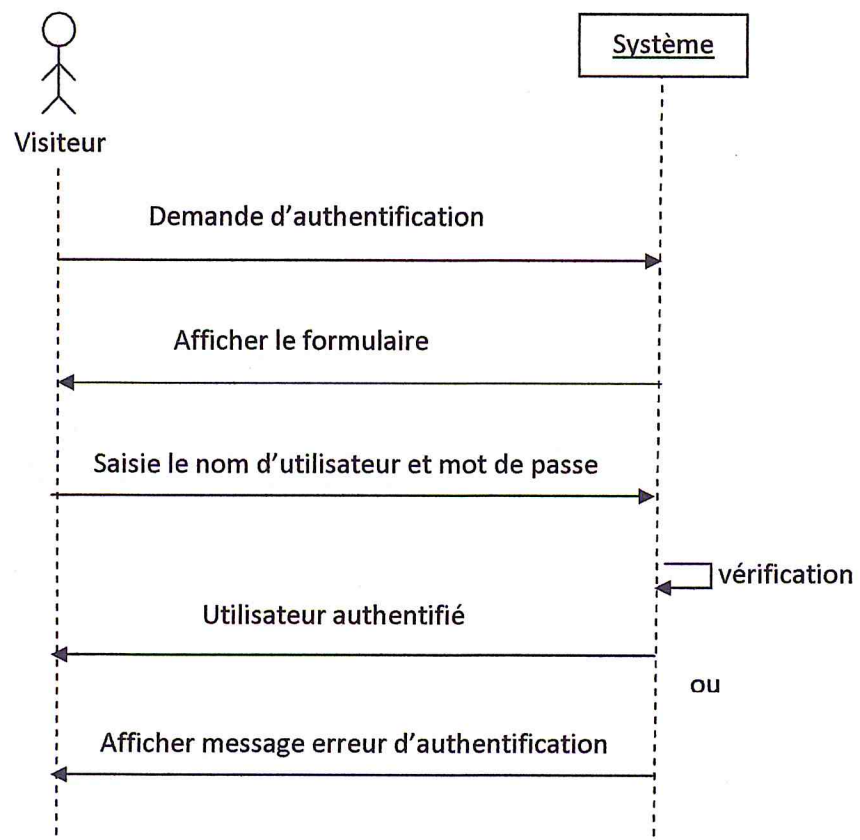 Système
Visiteur
Demande d'authentification
Afficher le formulaire
Saisie le nom d'utilisateur et mot de passe
vérification
Utilisateur authentifié
ou
Afficher message erreur d'authentification